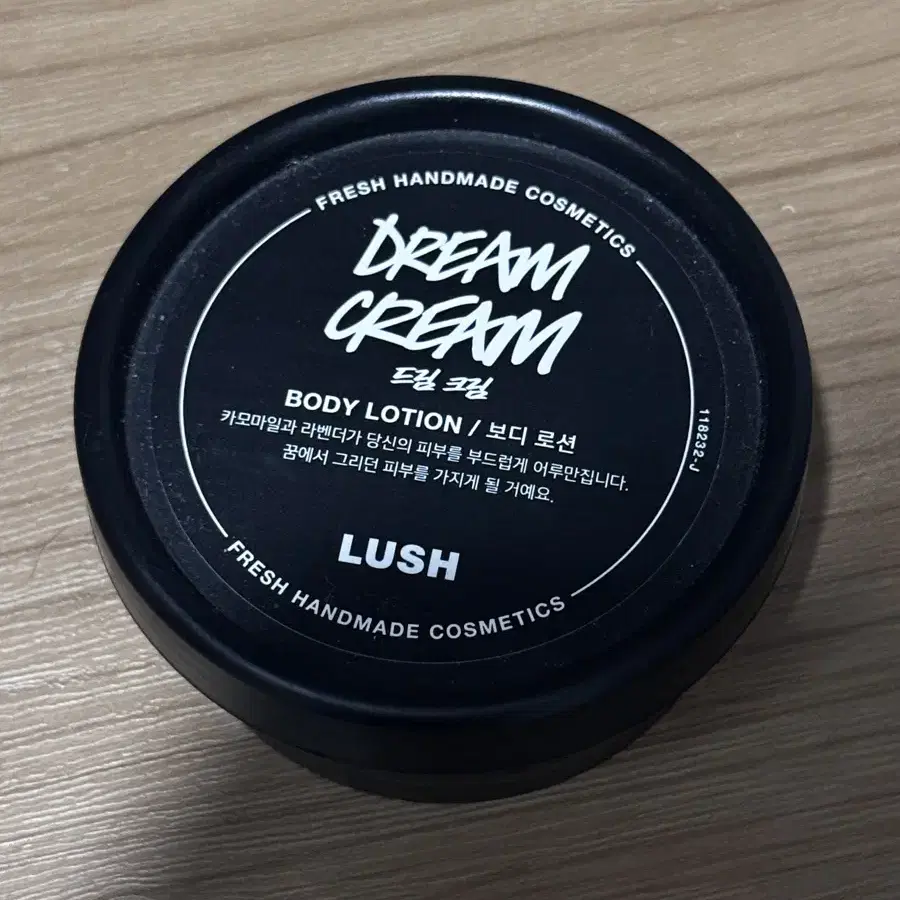 FRESH HANDMADE COSMETICS
DREAM
CREAM
드림 크림
BODY LOTION / 보디 로션
카모마일과 라벤더가 당신의 피부를 부드럽게 어루만집니다.
꿈에서 그리던 피부를 가지게 될 거예요.
118232-J
LUSH
FRESH HANDMADE COSMETICS